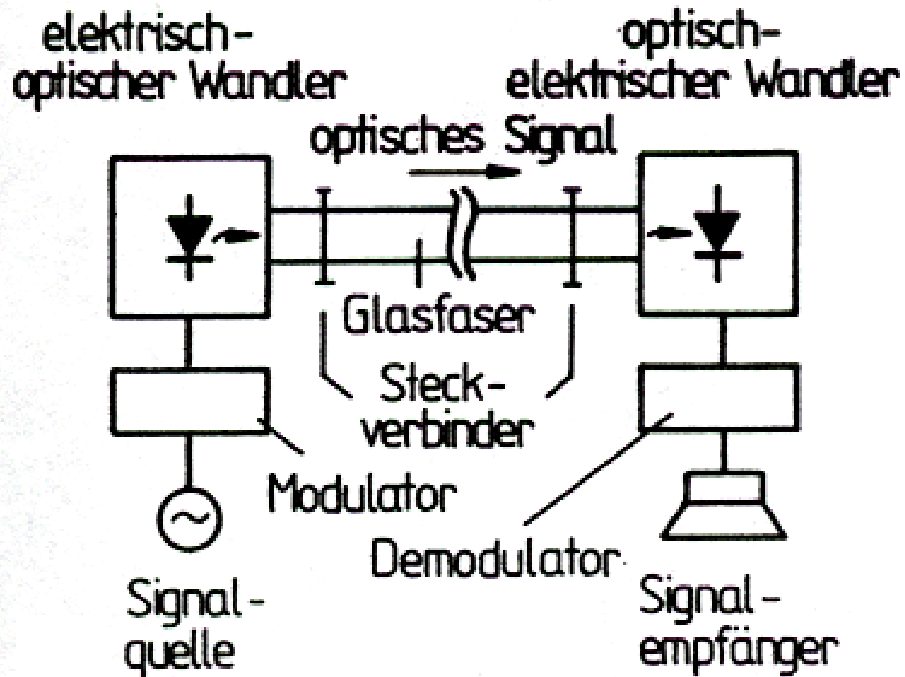 elektrisch-
optischer Wandler
optisch-
elektrischer Wandler
optisches Signal
Glasfaser
Steck-
verbinder
Modulator
Demodulator
Signal-
quelle
Signal-
empfänger